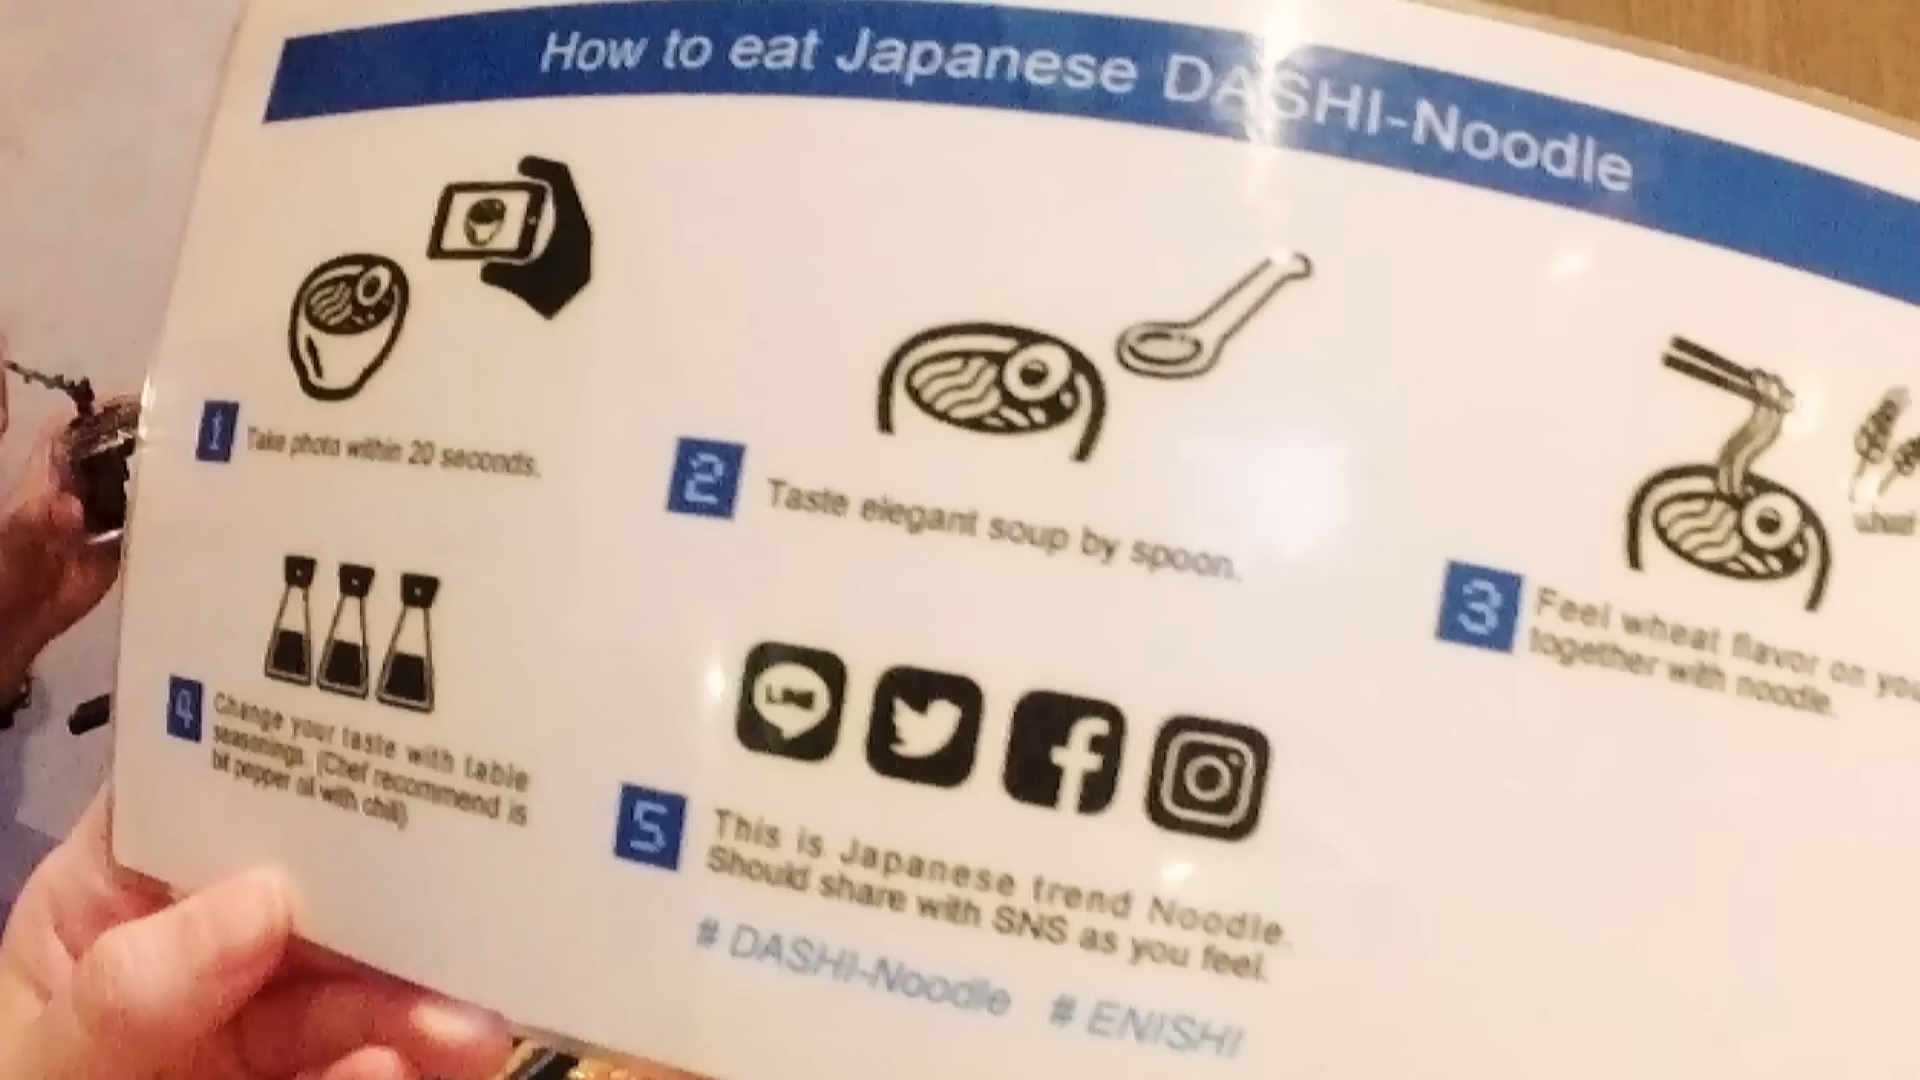 How to eat Japanese DASHI-Noodle
1 Take photo within 20 seconds.
2 Taste elegant soup by spoon.
wheat
3 Feel wheat flavor on
together with noodle.
4 Change your taste with table
seasonings. (Chef recommend is
bit pepper oil with chili)
LINE
5 This is Japanese trend Noodle.
Should share with SNS as you feel.
# DASHI-Noodle # ENISHI